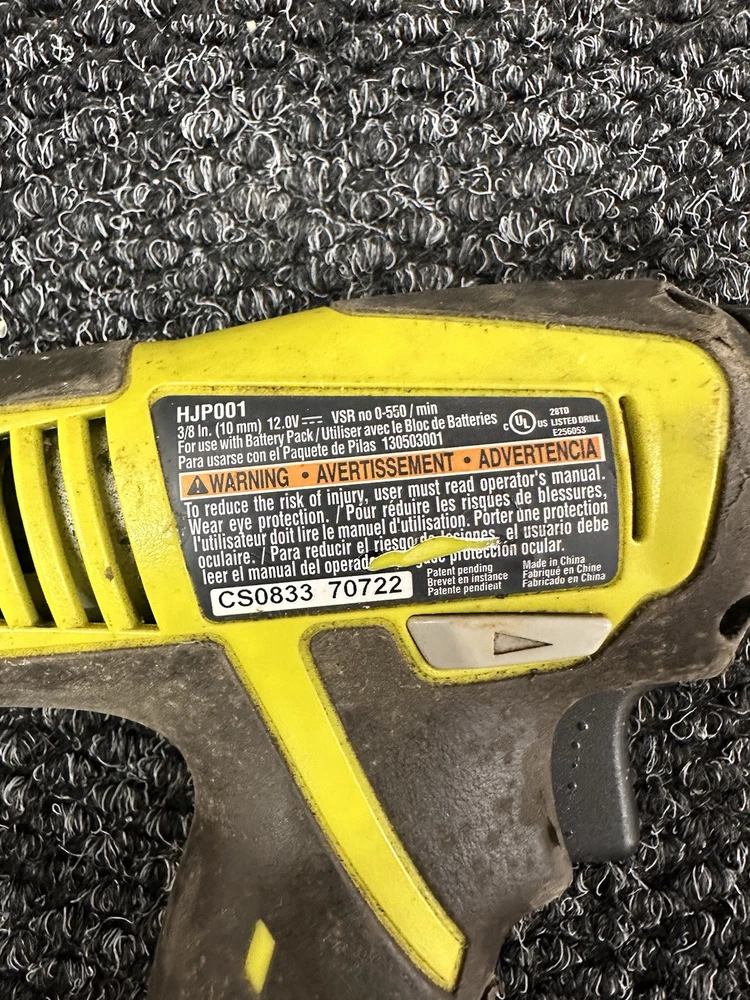 HJP001
3/8 In. (10 mm) 12.0V VSR no 0-550 / min
For use with Battery Pack / Utiliser avec le Bloc de Batteries
Para usarse con el Paquete de Pilas 130503001
C UL US
28TD
LISTED DRILL
E256053
WARNING • AVERTISSEMENT • ADVERTENCIA
To reduce the risk of injury, user must read operator's manual.
Wear eye protection. / Pour réduire les risques de blessures,
l'utilisateur doit lire le manuel d'utilisation. Porter une protection
oculaire. / Para reducir el riesgo de el usuario debe
leer el manual del protección ocular.
Patent pending
Brevet en instance
Patente pendient
Made in China
Fabriqué en Chine
Fabricado en China
CS0833 70722